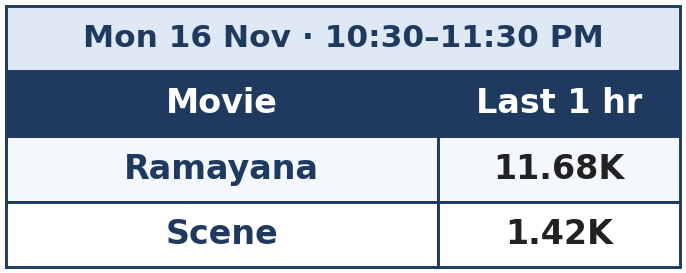 Mon 16 Nov · 10:30–11:30 PM
Movie Last 1 hr
Ramayana 11.68K
Scene 1.42K